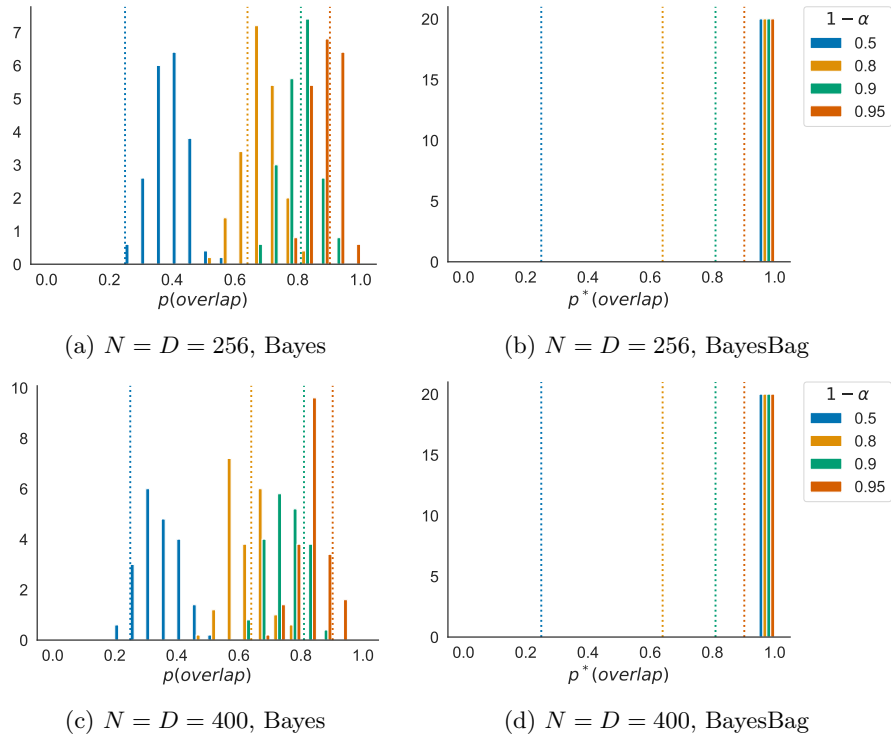 7
6
5
4
3
2
1
0
0.0 0.2 0.4 0.6 0.8 1.0
p(overlap)
(a) N = D = 256, Bayes
20
15
10
5
0
0.0 0.2 0.4 0.6 0.8 1.0
p*(overlap)
(b) N = D = 256, BayesBag
1 − α
0.5
0.8
0.9
0.95
10
8
6
4
2
0
0.0 0.2 0.4 0.6 0.8 1.0
p(overlap)
(c) N = D = 400, Bayes
20
15
10
5
0
0.0 0.2 0.4 0.6 0.8 1.0
p*(overlap)
(d) N = D = 400, BayesBag
1 − α
0.5
0.8
0.9
0.95